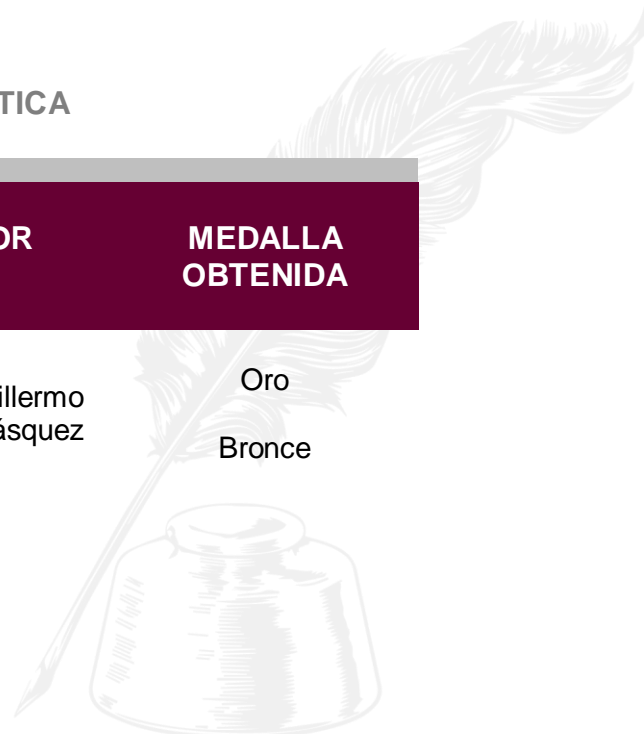 TICA
OR
MEDALLA
OBTENIDA
Oro
illermo
ásquez
Bronce